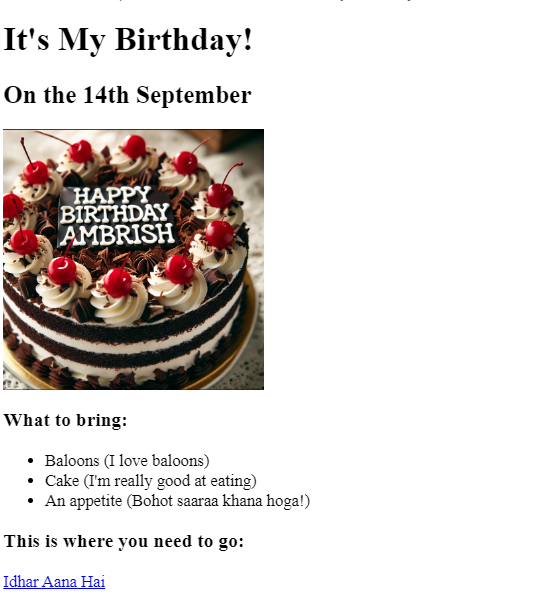 It's My Birthday!
On the 14th September
HAPPY
BIRTHDAY
AMBRISH
What to bring:
Baloons (I love baloons)
Cake (I'm really good at eating)
An appetite (Bohot saaraa khana hoga!)
This is where you need to go:
Idhar Aana Hai